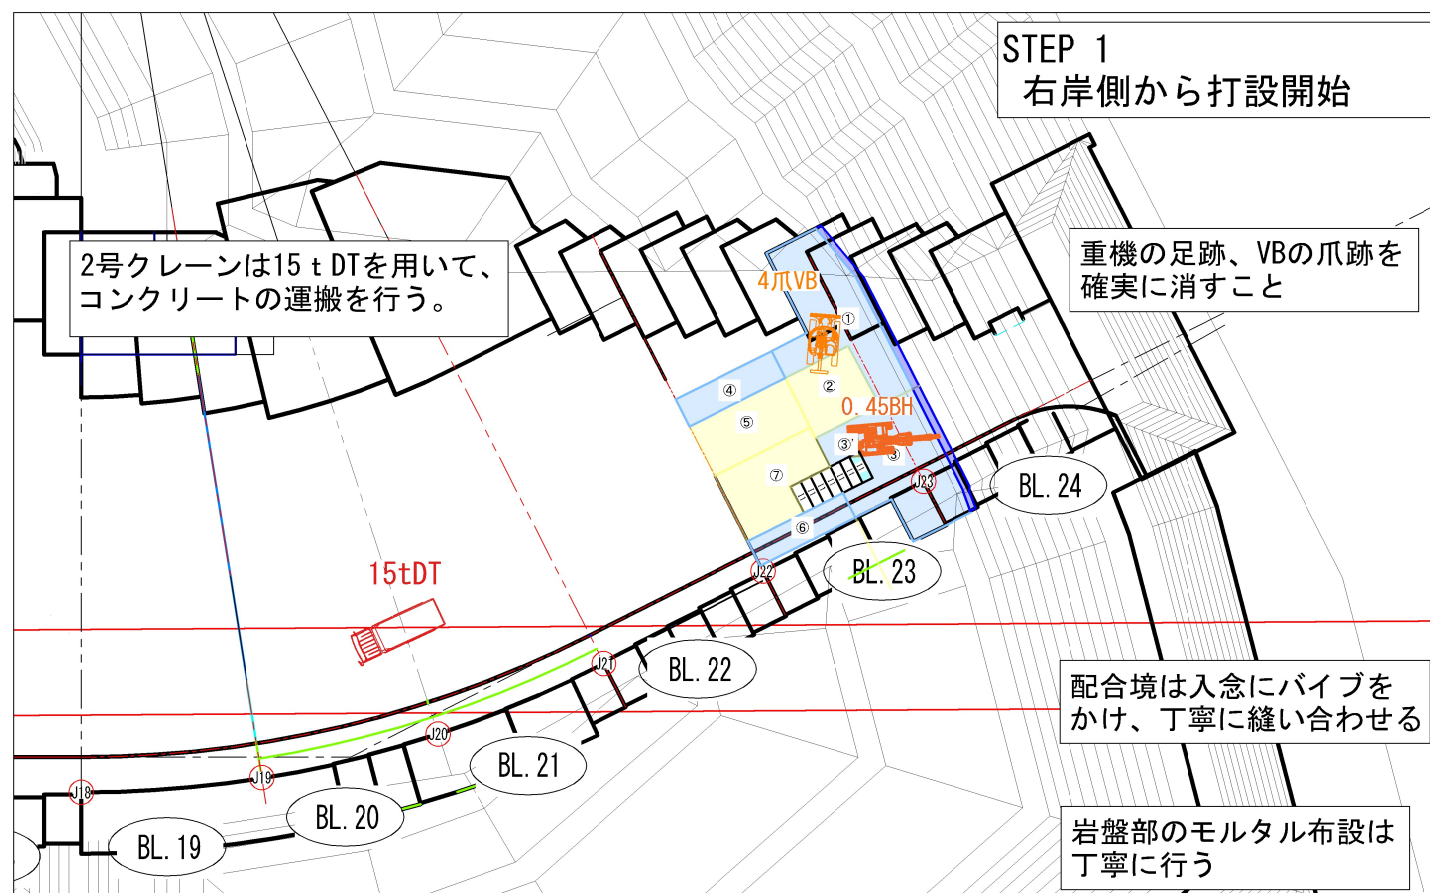 STEP 1
右岸側から打設開始
2号クレーンは15ｔDTを用いて、
コンクリートの運搬を行う。
重機の足跡、VBの爪跡を
確実に消すこと
4爪VB
①
②
④
⑤
0.45BH
③'
③
⑦
⑥
J23
BL.24
J22
BL.23
15tDT
J21
BL.22
配合境は入念にバイブを
かけ、丁寧に縫い合わせる
J20
BL.21
J19
J18
BL.20
BL.19
岩盤部のモルタル布設は
丁寧に行う